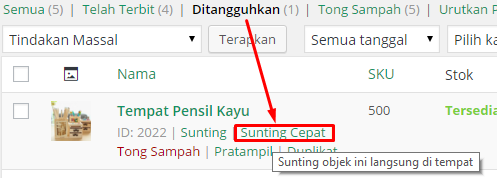 Semua (5) | Telah Terbit (4) | Ditangguhkan (1) | Tong Sampah (5) | Urutkan P
Tindakan Massal Terapkan Semua tanggal Pilih ka
Nama SKU Stok
Tempat Pensil Kayu 500 Tersedia
ID: 2022 | Sunting | Sunting Cepat |
Tong Sampah | Pratampil | Duplikat
Sunting objek ini langsung di tempat